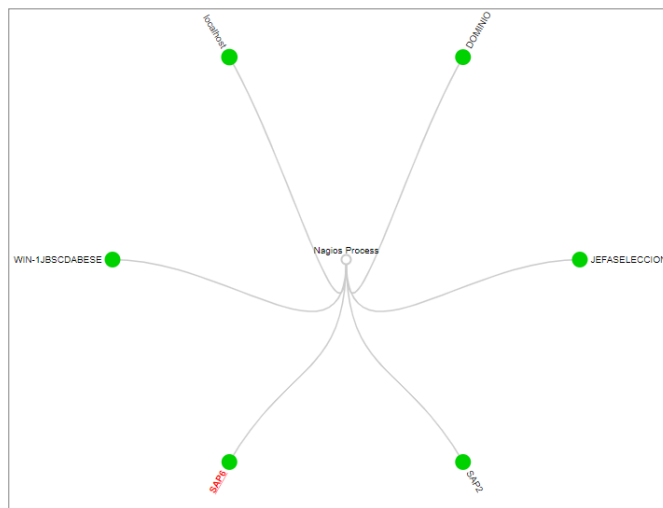 localhost
DOMINIO
Nagios Process
WIN-1JBSCDABESE
JEFASELECCION
SAP6
SAP2